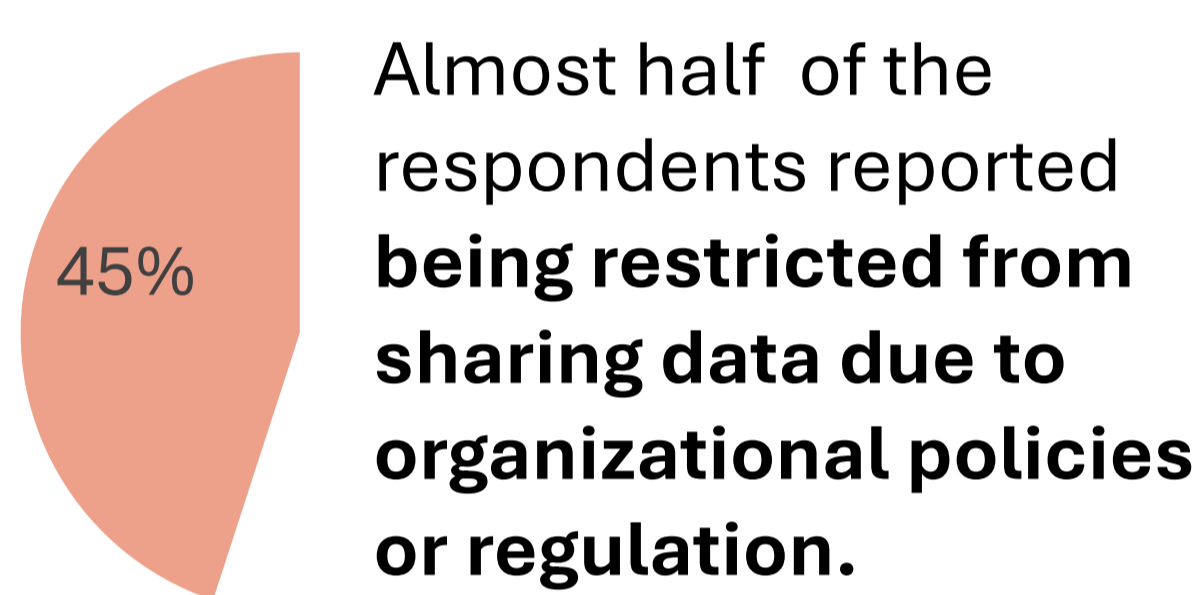 45%
Almost half  of the
respondents reported
being restricted from
sharing data due to
organizational policies
or regulation.